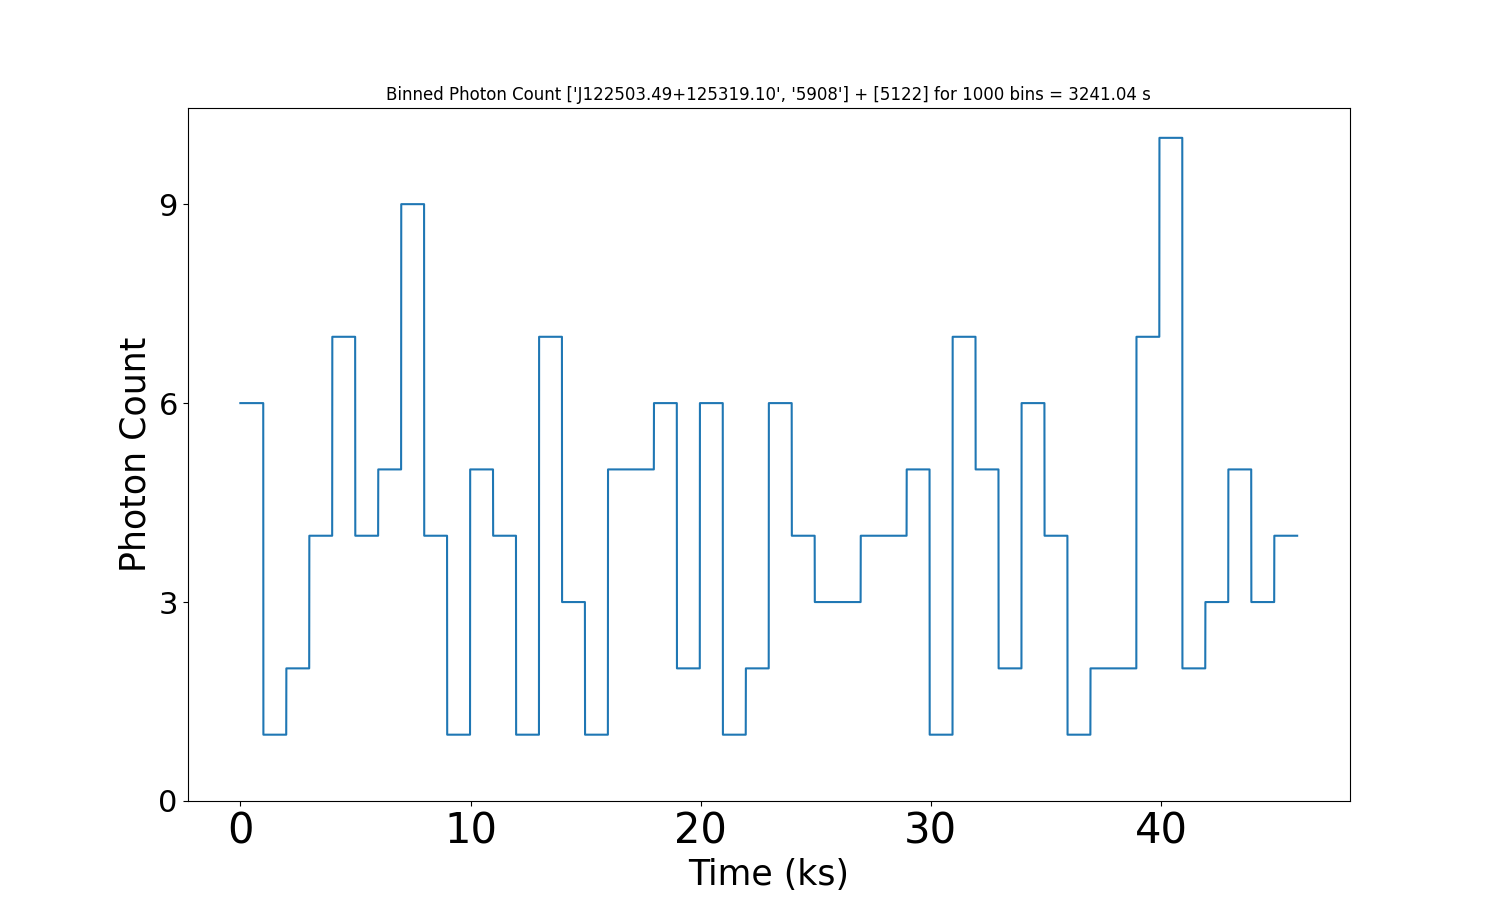 Binned Photon Count ['J122503.49+125319.10', '5908'] + [5122] for 1000 bins = 3241.04 s
Photon Count
9
6
3
0
0 10 20 30 40
Time (ks)